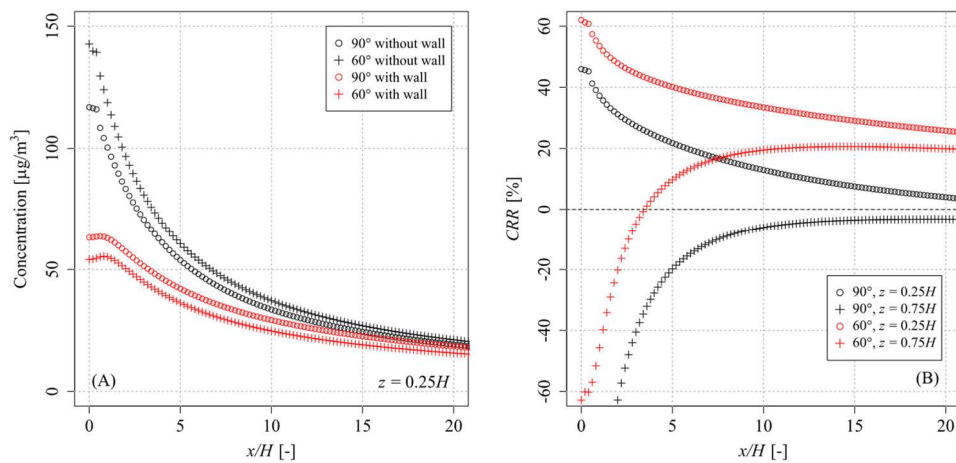 150
100
50
0
Concentration [μg/m³]
90° without wall
60° without wall
90° with wall
60° with wall
(A)
z = 0.25H
0
5
10
15
20
x/H [-]
60
40
20
0
-20
-40
-60
CRR [%]
90°, z = 0.25H
90°, z = 0.75H
60°, z = 0.25H
60°, z = 0.75H
(B)
0
5
10
15
20
x/H [-]